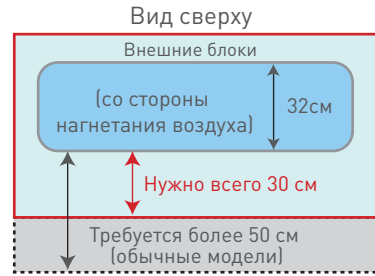 Вид сверху
Внешние блоки
(со стороны
нагнетания воздуха)
32см
Нужно всего 30 см
Требуется более 50 см
(обычные модели)